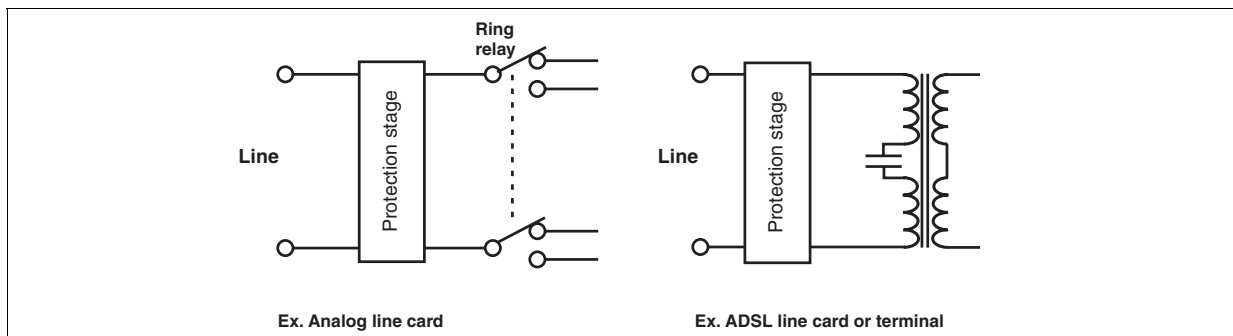 Ring
relay
Protection stage
Line
Ex. Analog line card
Protection stage
Line
Ex. ADSL line card or terminal